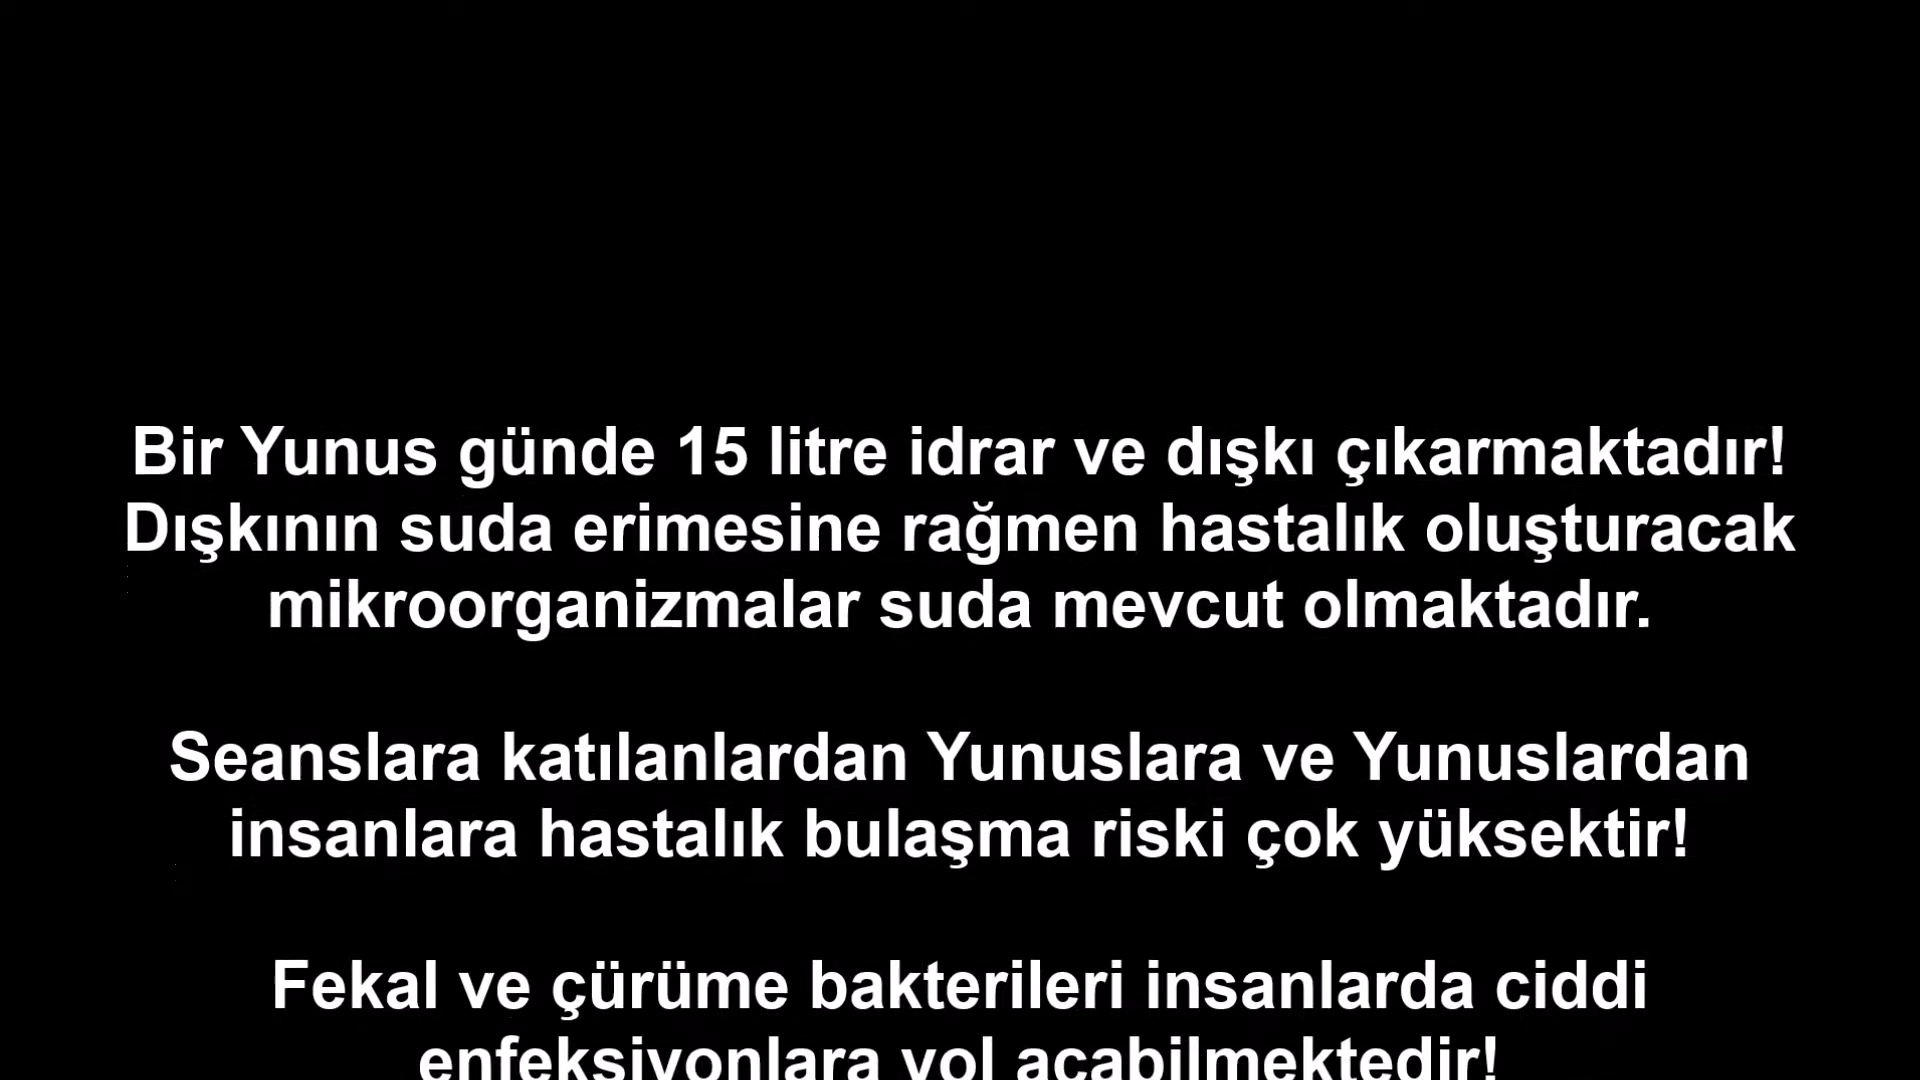 Bir Yunus günde 15 litre idrar ve dışkı çıkarmaktadır!
Dışkının suda erimesine rağmen hastalık oluşturacak
mikroorganizmalar suda mevcut olmaktadır.
Seanslara katılanlardan Yunuslara ve Yunuslardan
insanlara hastalık bulaşma riski çok yüksektir!
Fekal ve çürüme bakterileri insanlarda ciddi
enfeksiyonlara yol açabilmektedir!